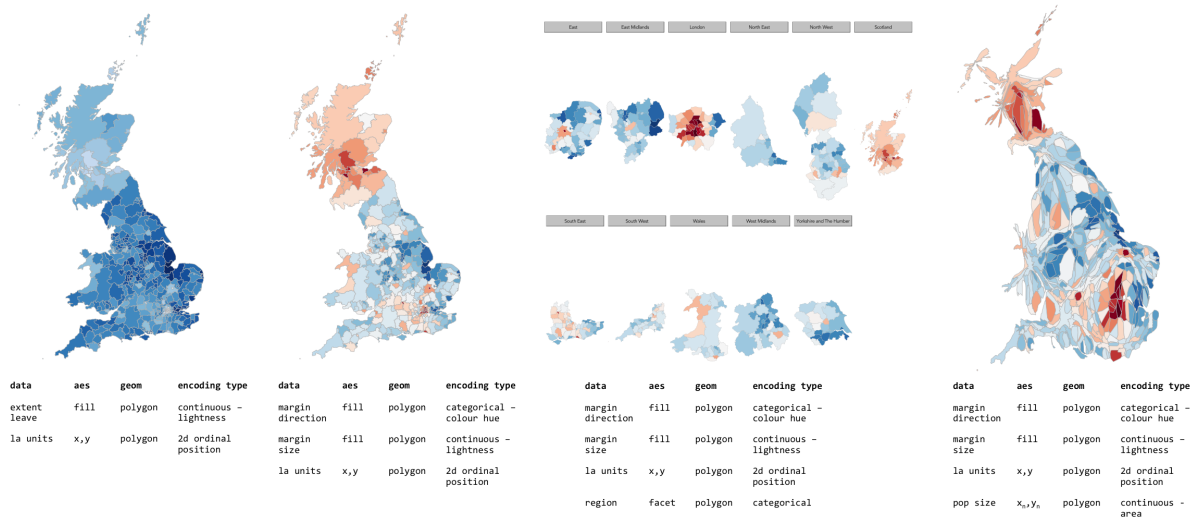 East East Midlands London North East North West Scotland
South East South West Wales West Midlands Yorkshire and The Humber
data aes geom encoding type
extent leave fill polygon continuous – lightness
la units x,y polygon 2d ordinal position
data aes geom encoding type
margin direction fill polygon categorical – colour hue
margin size fill polygon continuous – lightness
la units x,y polygon 2d ordinal position
data aes geom encoding type
margin direction fill polygon categorical – colour hue
margin size fill polygon continuous – lightness
la units x,y polygon 2d ordinal position
region facet polygon categorical
data aes geom encoding type
margin direction fill polygon categorical – colour hue
margin size fill polygon continuous – lightness
la units x,y polygon 2d ordinal position
pop size xn,yn polygon continuous - area